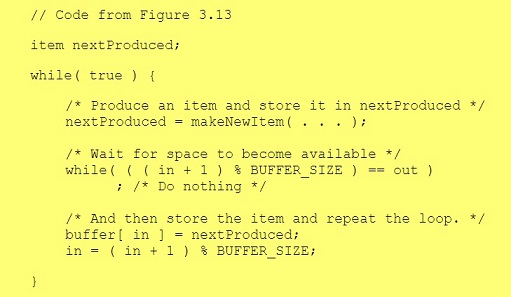 // Code from Figure 3.13
item nextProduced;
while( true ) {
/* Produce an item and store it in nextProduced */
nextProduced = makeNewItem( . . . );
/* Wait for space to become available */
while( ( ( in + 1 ) % BUFFER_SIZE ) == out )
; /* Do nothing */
/* And then store the item and repeat the loop. */
buffer[ in ] = nextProduced;
in = ( in + 1 ) % BUFFER_SIZE;
}